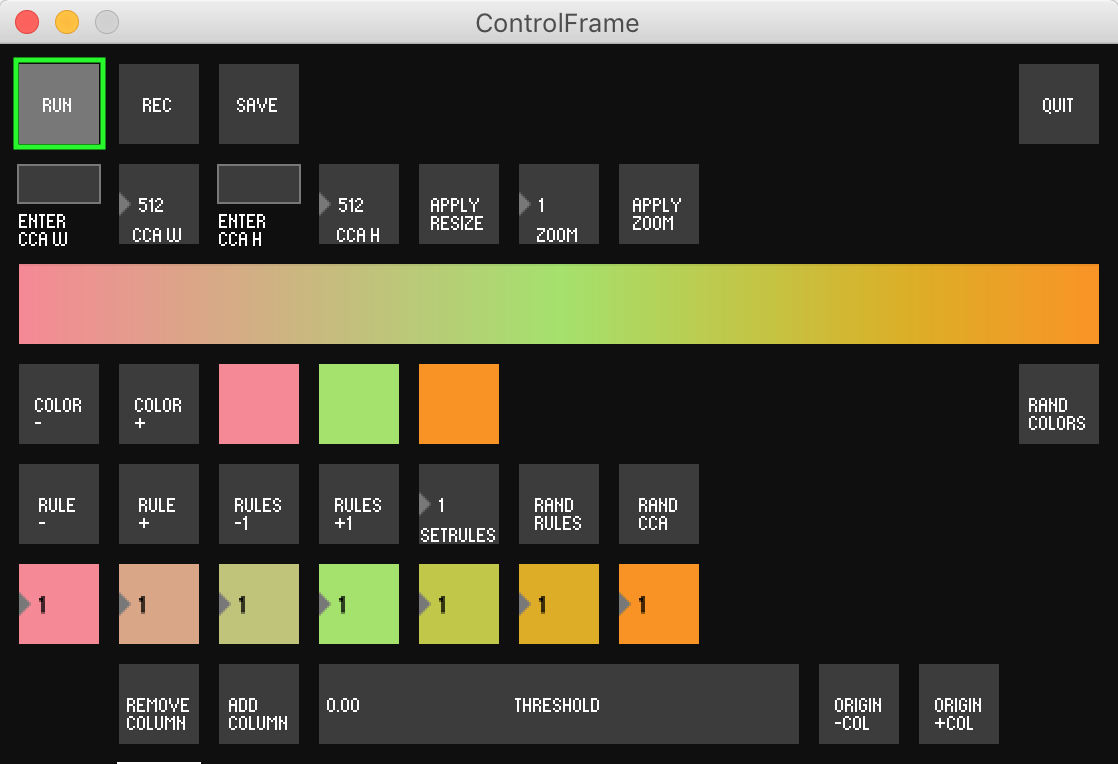 ControlFrame
RUN
REC
SAVE
QUIT
ENTER
CCA W
512
CCA W
ENTER
CCA H
512
CCA H
APPLY
RESIZE
1
ZOOM
APPLY
ZOOM
COLOR
-
COLOR
+
RAND
COLORS
RULE
-
RULE
+
RULES
-1
RULES
+1
1
SETRULES
RAND
RULES
RAND
CCA
1
1
1
1
1
1
1
REMOVE
COLUMN
ADD
COLUMN
0.00 THRESHOLD
ORIGIN
-COL
ORIGIN
+COL